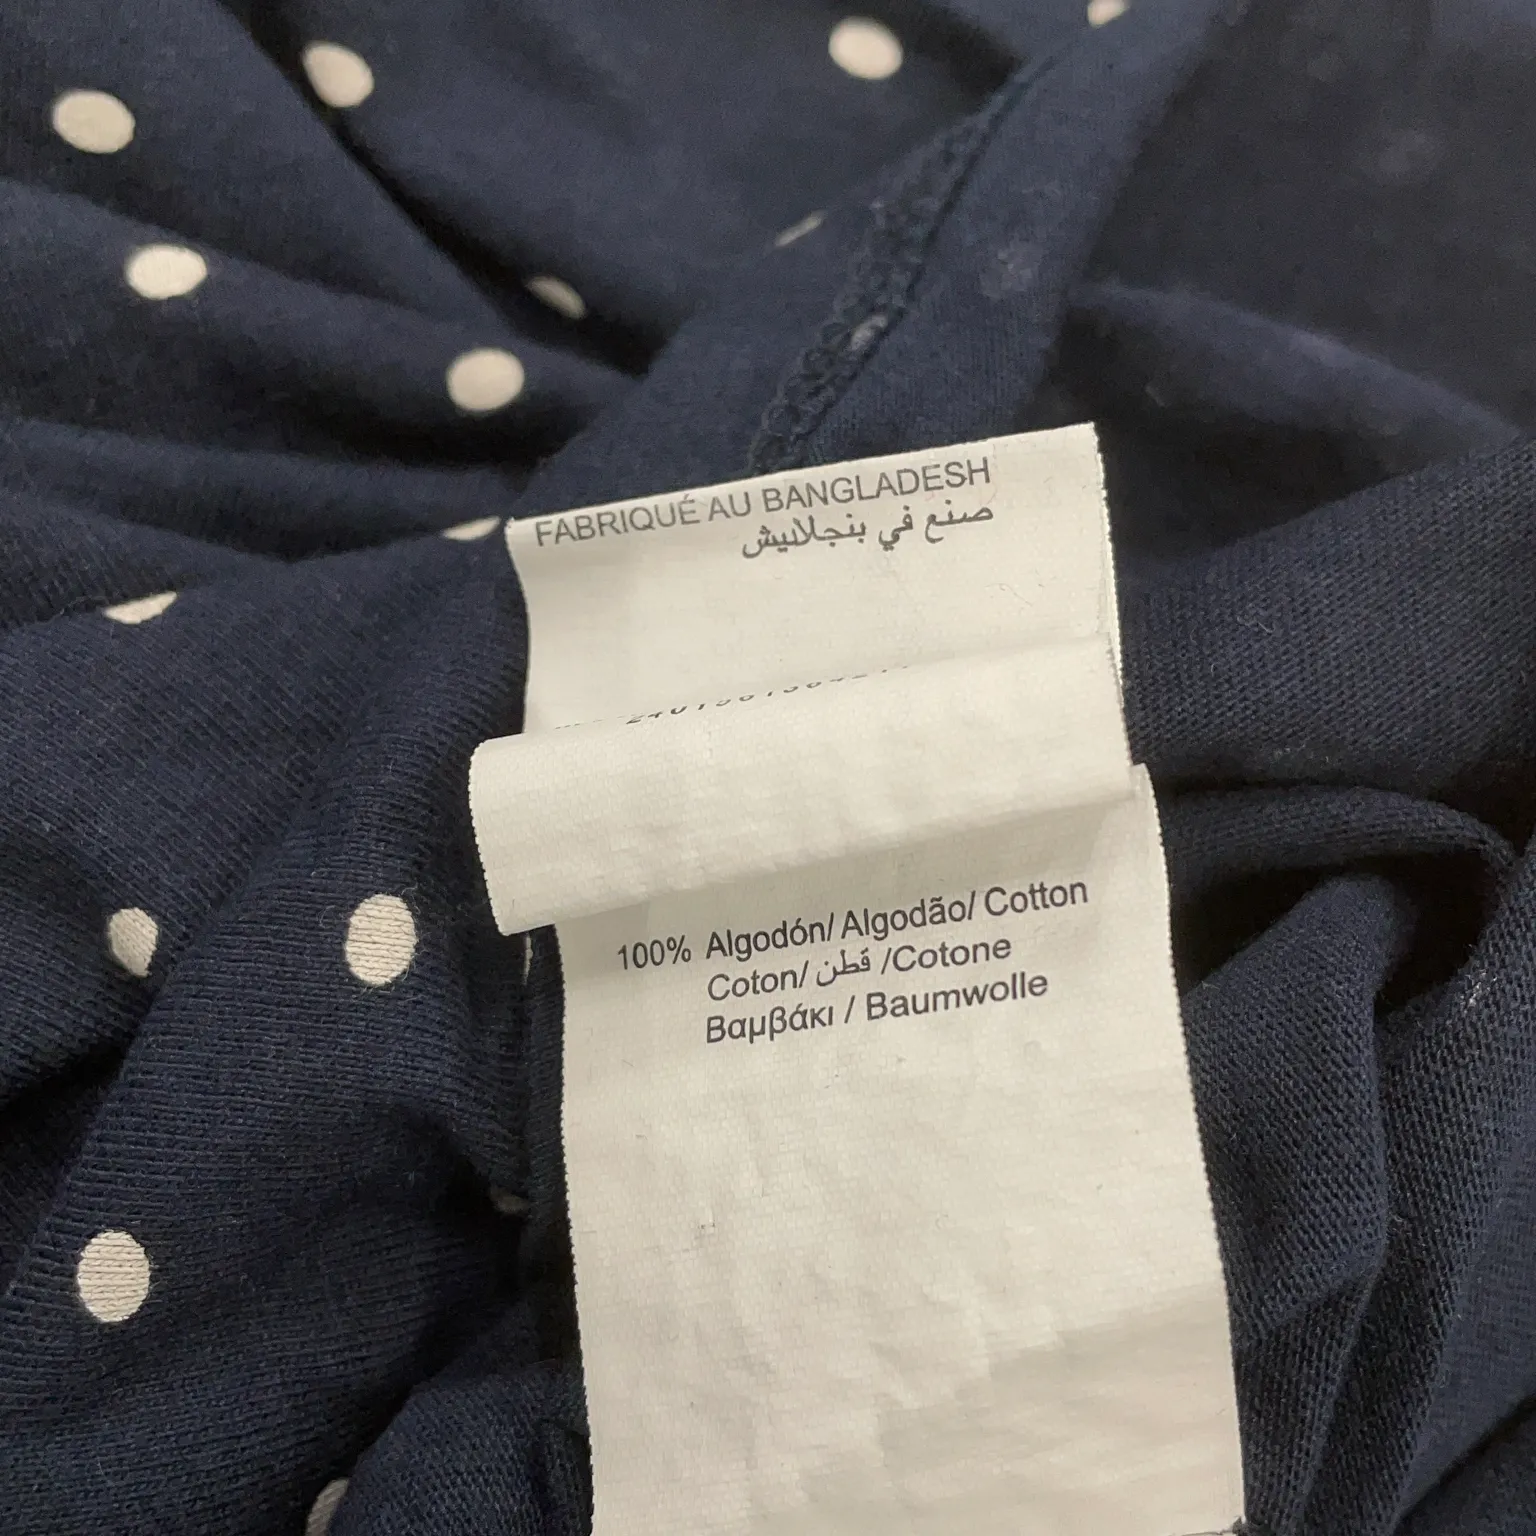 FABRIQUÉ AU BANGLADESH
صنع في بنجلاديش
100% Algodón/ Algodão/ Cotton
Coton/ قطن /Cotone
Βαμβάκι / Baumwolle